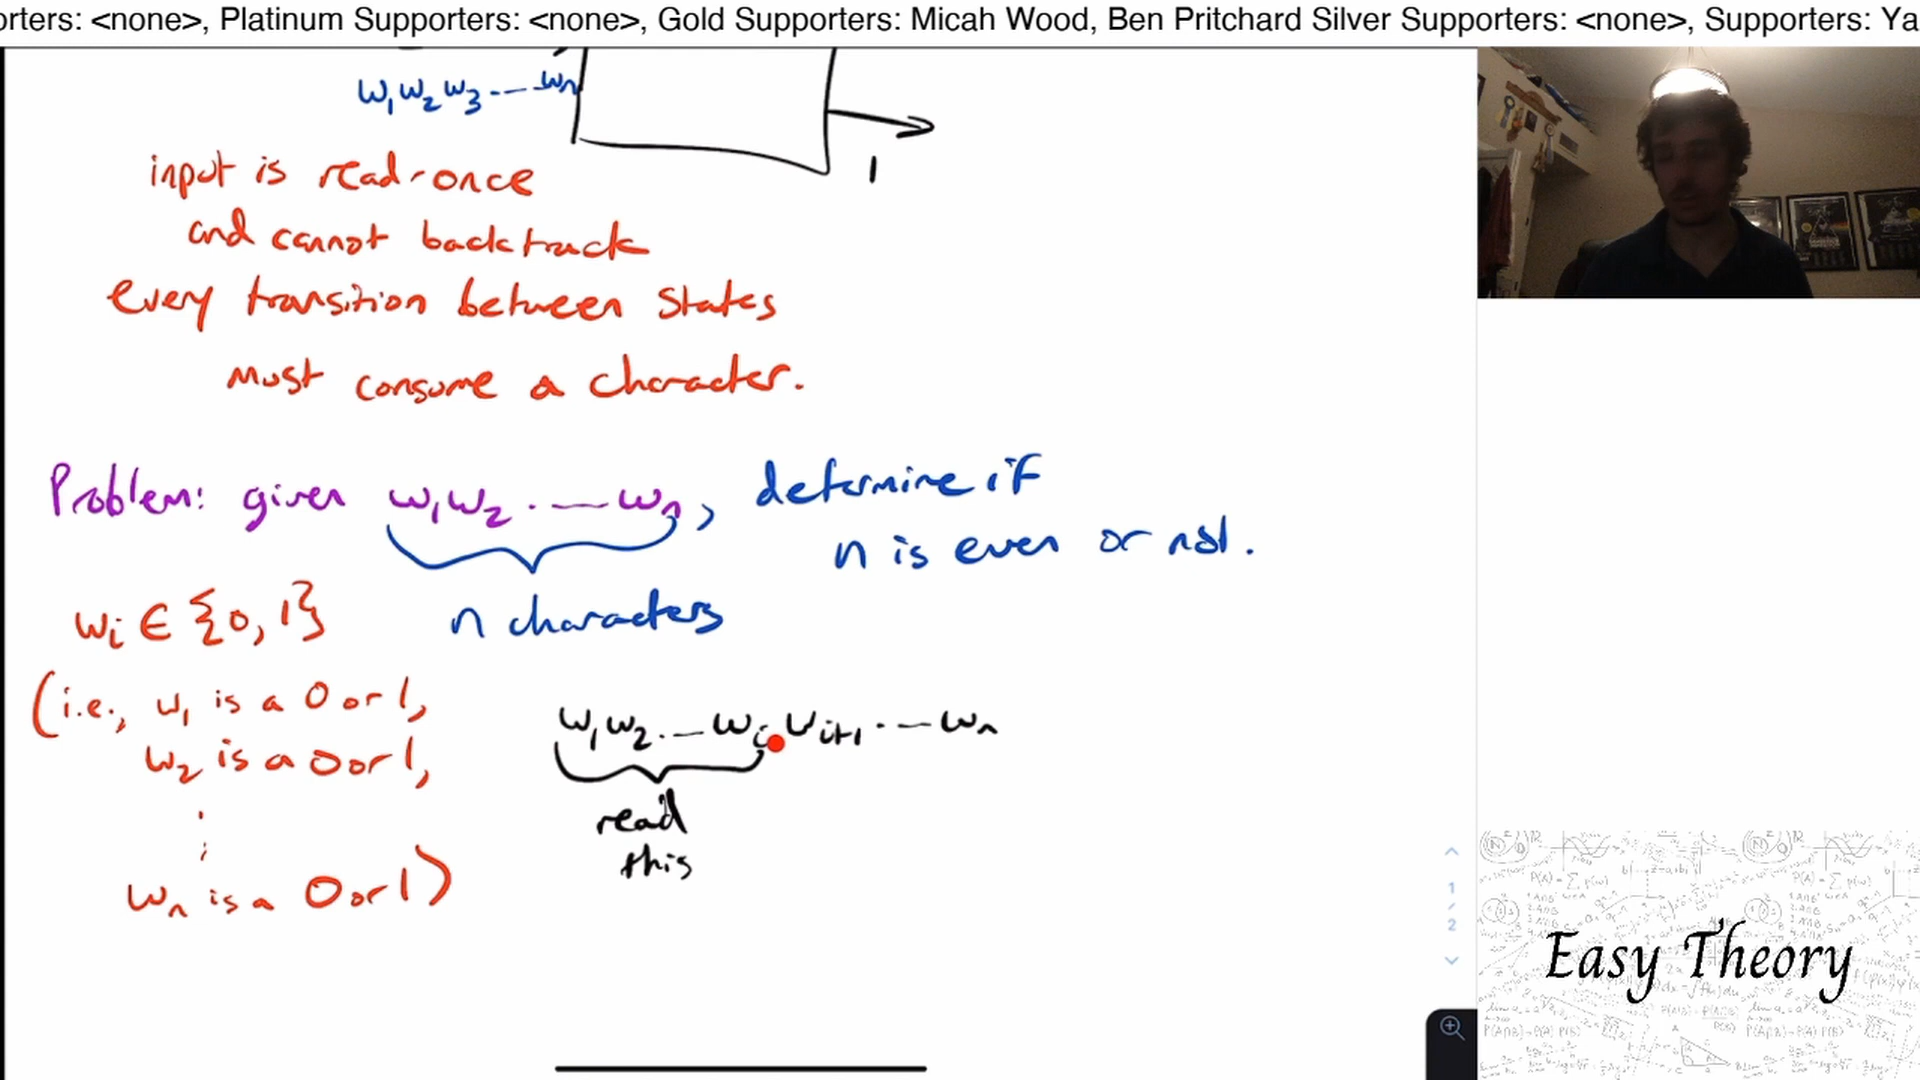 rters: <none>, Platinum Supporters: <none>, Gold Supporters: Micah Wood, Ben Pritchard Silver Supporters: <none>, Supporters: Ya
w₁w₂w₃...—wₙ
1
input is read-once
and cannot backtrack
every transition between states
must consume a character.
Problem: given w₁w₂.—wₙ, determine if
n is even or not.
n characters
wᵢ ∈ {0, 1}
(i.e., w₁ is a 0 or 1,
w₂ is a 0 or 1,
⋮
wₙ is a 0 or 1)
w₁w₂.—wᵢwᵢ₊₁.—wₙ
read
this
1
2
Easy Theory